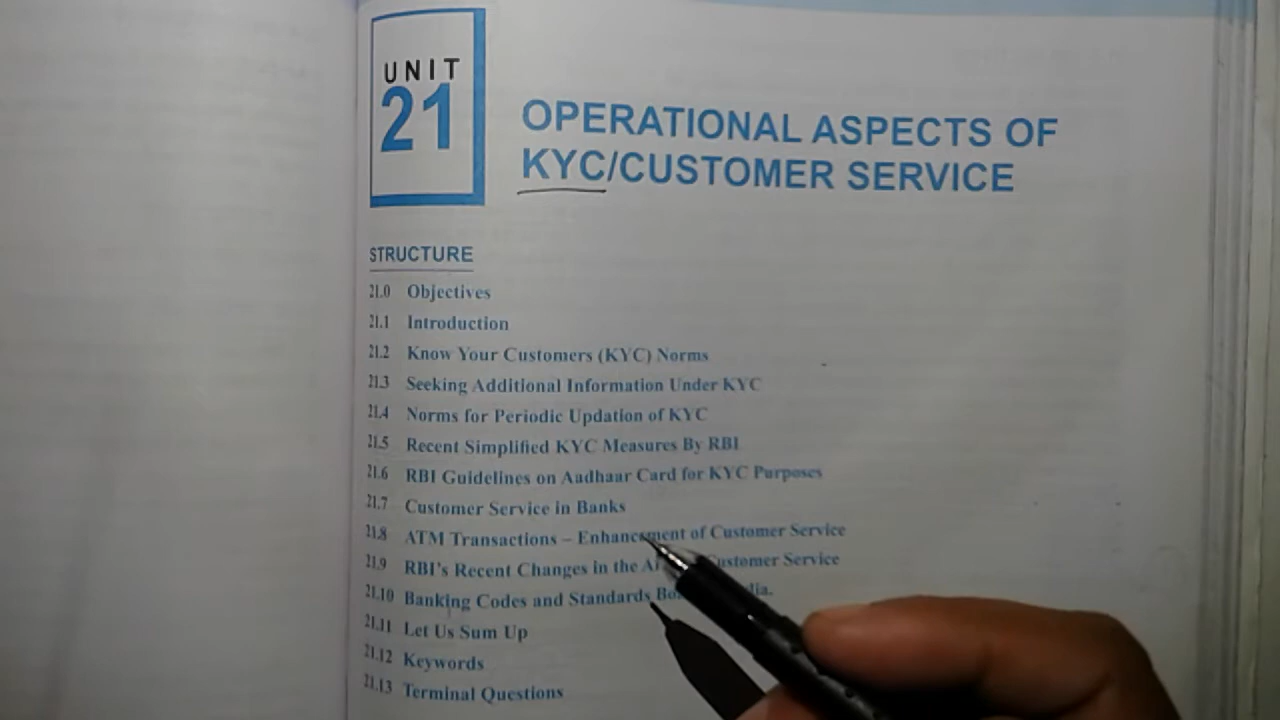 UNIT
21
OPERATIONAL ASPECTS OF
KYC/CUSTOMER SERVICE
STRUCTURE
21.0 Objectives
21.1 Introduction
21.2 Know Your Customers (KYC) Norms
21.3 Seeking Additional Information Under KYC
21.4 Norms for Periodic Updation of KYC
21.5 Recent Simplified KYC Measures By RBI
21.6 RBI Guidelines on Aadhaar Card for KYC Purposes
21.7 Customer Service in Banks
21.8 ATM Transactions – Enhancement of Customer Service
21.9 RBI's Recent Changes in the Customer Service
21.10 Banking Codes and Standards
21.11 Let Us Sum Up
21.12 Keywords
21.13 Terminal Questions